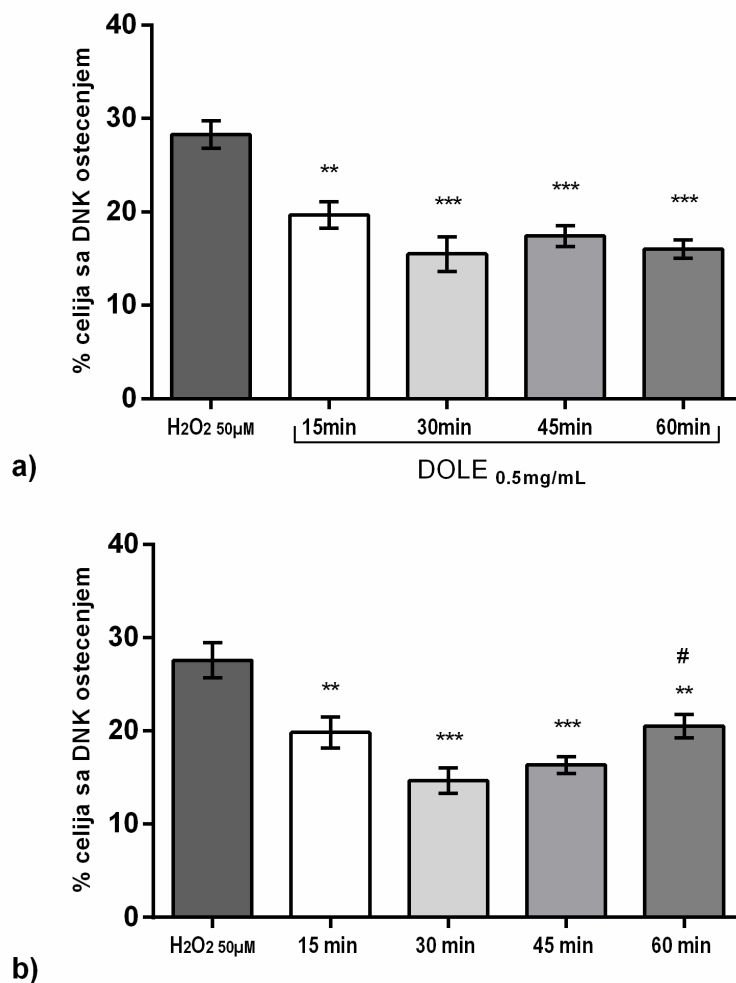 % celija sa DNK ostecenjem
40
30
20
10
0
**
***
***
***
H2O2 50µM
15min
30min
45min
60min
DOLE 0.5mg/mL
a)
% celija sa DNK ostecenjem
40
30
20
10
0
**
***
***
#
**
H2O2 50µM
15 min
30 min
45 min
60 min
b)